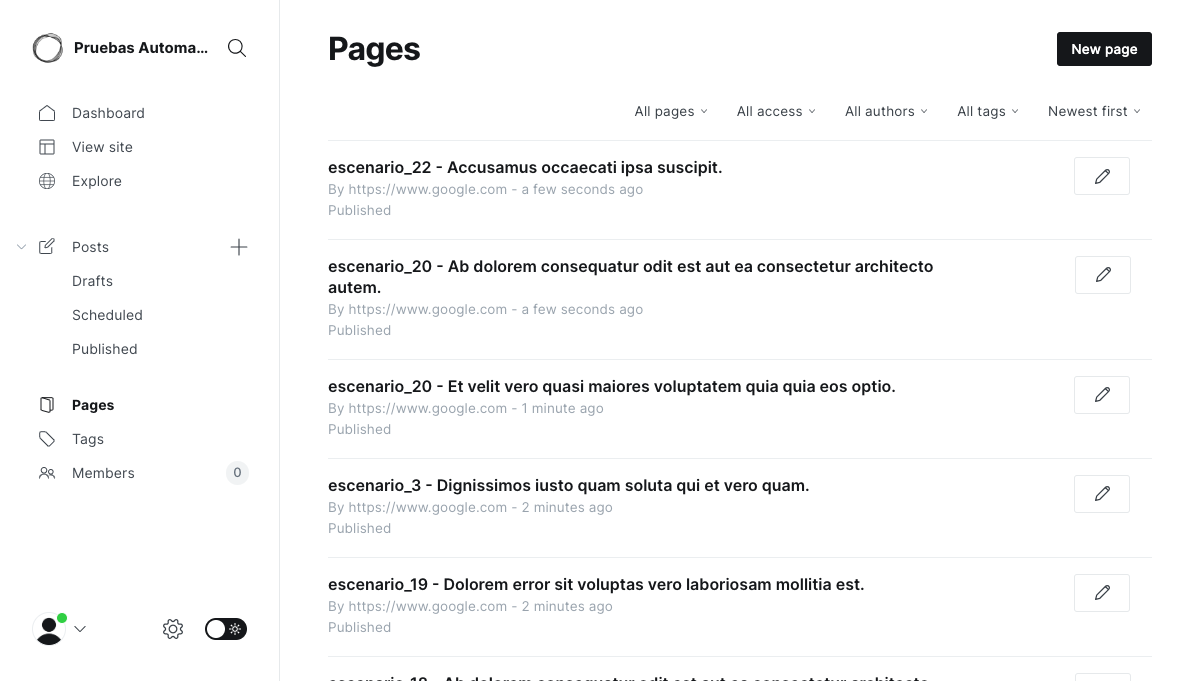 Pruebas Automa...
Dashboard
View site
Explore
Posts
Drafts
Scheduled
Published
Pages
Tags
Members 0
Pages
New page
All pages All access All authors All tags Newest first
escenario_22 - Accusamus occaecati ipsa suscipit.
By https://www.google.com - a few seconds ago
Published
escenario_20 - Ab dolorem consequatur odit est aut ea consectetur architecto
autem.
By https://www.google.com - a few seconds ago
Published
escenario_20 - Et velit vero quasi maiores voluptatem quia quia eos optio.
By https://www.google.com - 1 minute ago
Published
escenario_3 - Dignissimos iusto quam soluta qui et vero quam.
By https://www.google.com - 2 minutes ago
Published
escenario_19 - Dolorem error sit voluptas vero laboriosam mollitia est.
By https://www.google.com - 2 minutes ago
Published